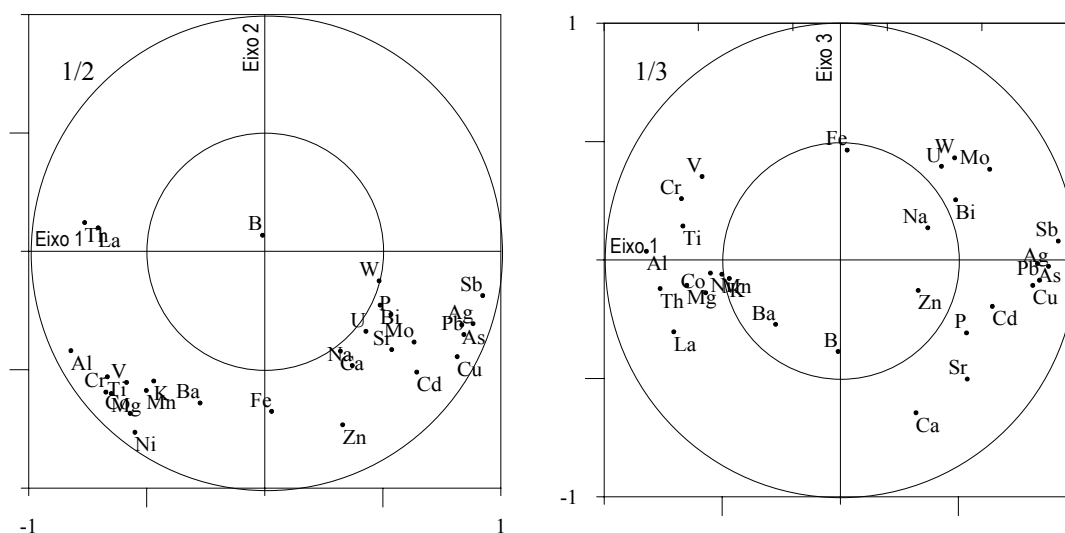 1/2
Eixo 2
B
Th
La
Eixo 1
W
Sb
P
Bi
Ag
U
Mo
Pb
As
Sr
Na
Ca
Cu
Al
Cd
V
Cr
Ti
K
Ba
Co
Mg
Mn
Fe
Zn
Ni
-1
1
1
1/3
Eixo 3
Fe
W
U
Mo
V
Cr
Bi
Na
Ti
Sb
Eixo 1
Ag
Al
Pb
As
Co
Ni
Mn
K
Th
Mg
Zn
Cu
Ba
P
Cd
La
B
Sr
Ca
-1